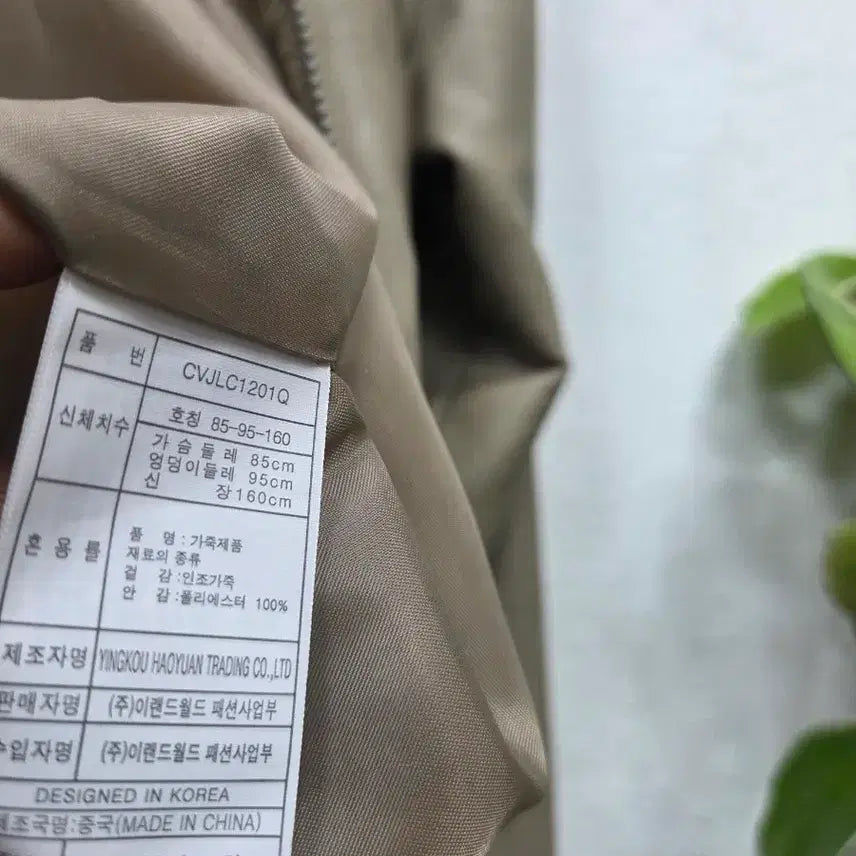 품 번 CVJLC1201Q
신체치수 호칭 85-95-160
가 슴 둘 레 85cm
엉덩이둘레 95cm
신 장 160cm
혼 용 률
품 명 : 가죽제품
재료의 종류
겉 감 : 인조가죽
안 감 : 폴리에스터 100%
제조자명 YINGKOU HAOYUAN TRADING CO.,LTD
판매자명 (주)이랜드월드 패션사업부
수입자명 (주)이랜드월드 패션사업부
DESIGNED IN KOREA
제조국명:중국(MADE IN CHINA)